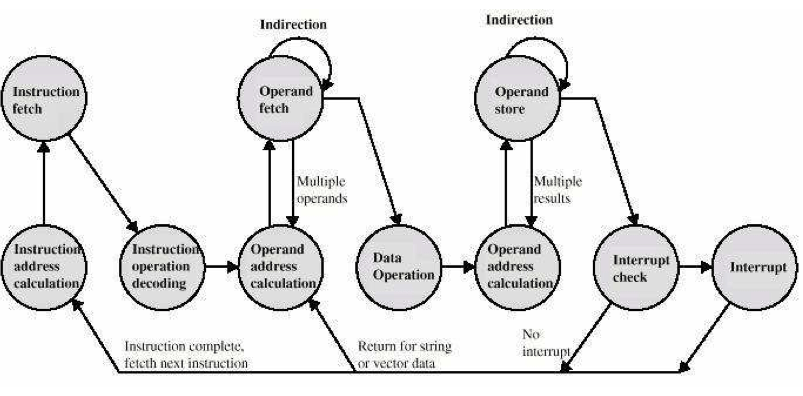 Indirection
Indirection
Instruction
fetch
Operand
fetch
Operand
store
Multiple
operands
Multiple
results
Instruction
address
calculation
Instruction
operation
decoding
Operand
address
calculation
Data
Operation
Operand
address
calculation
Interrupt
check
Interrupt
Instruction complete,
fetcth next instruction
Return for string
or vector data
No
interrupt